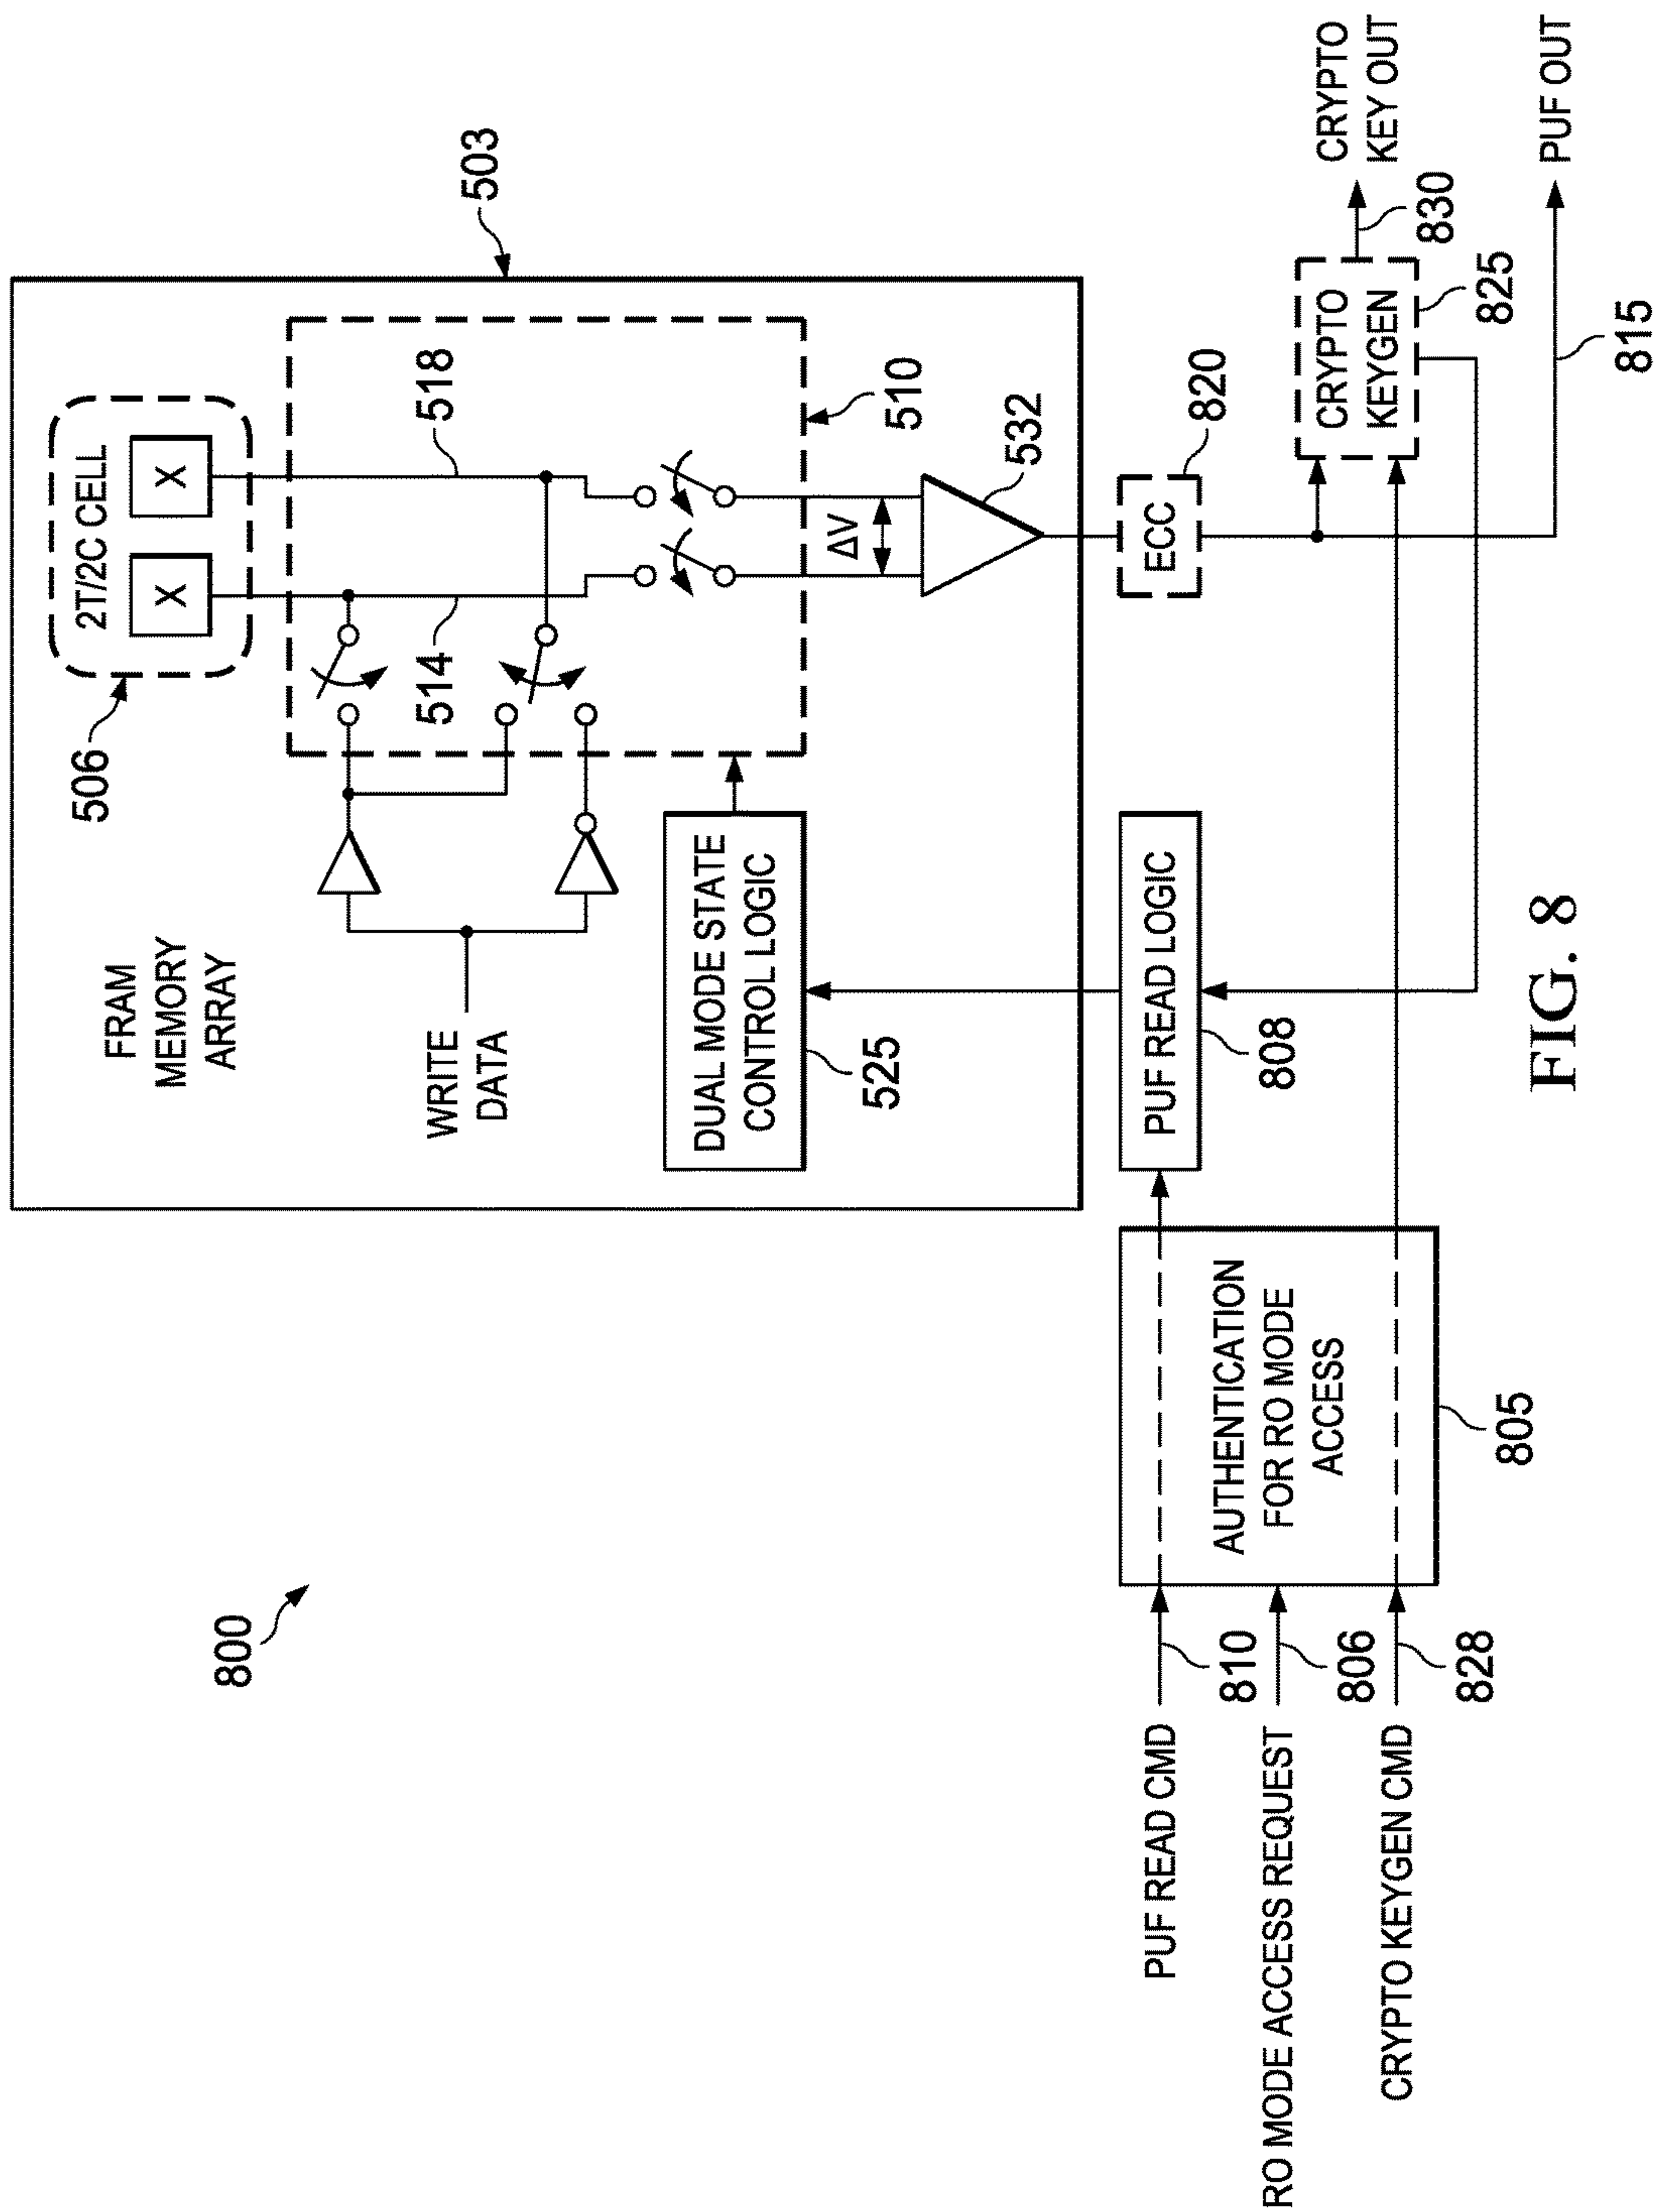 800
FRAM
MEMORY
ARRAY
506
2T/2C CELL
X
X
503
WRITE
DATA
514
518
510
DUAL MODE STATE
CONTROL LOGIC
525
ΔV
532
PUF READ CMD
810
RO MODE ACCESS REQUEST
806
CRYPTO KEYGEN CMD
828
AUTHENTICATION
FOR RO MODE
ACCESS
805
PUF READ LOGIC
808
ECC
820
CRYPTO
KEYGEN
825
830
CRYPTO
KEY OUT
815
PUF OUT
FIG. 8